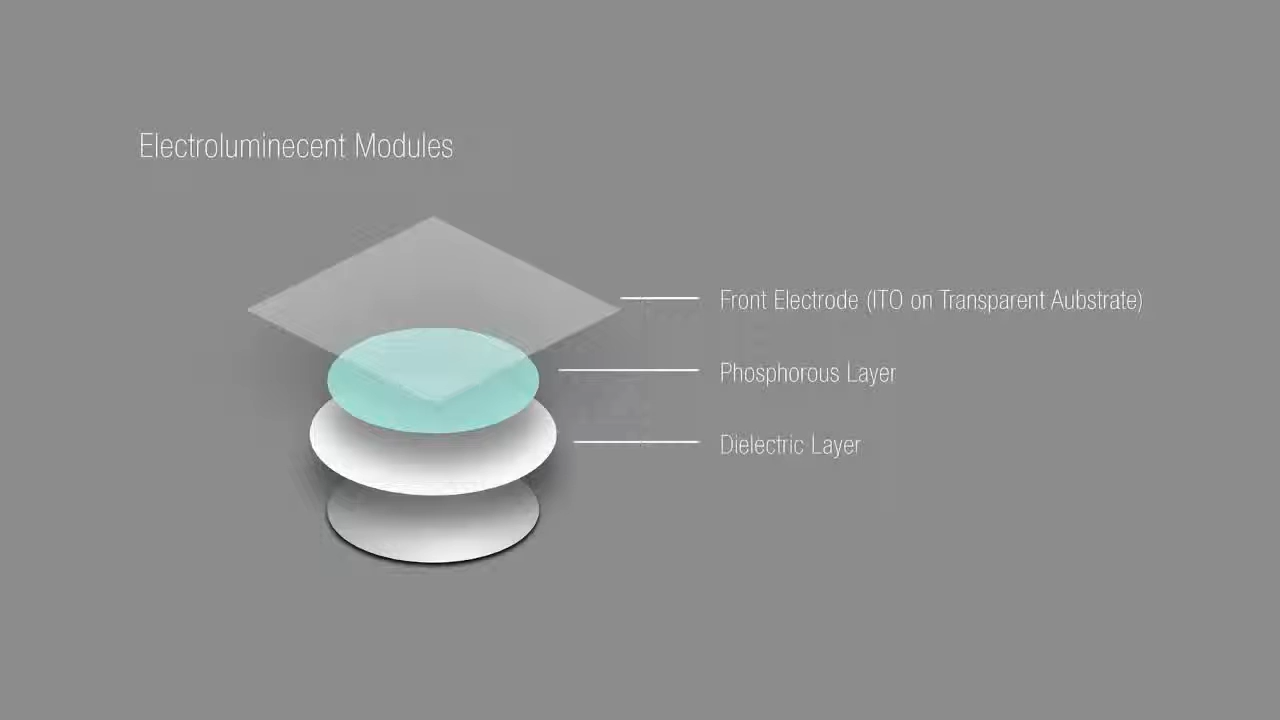 Electroluminecent Modules
Front Electrode (ITO on Transparent Aubstrate)
Phosphorous Layer
Dielectric Layer